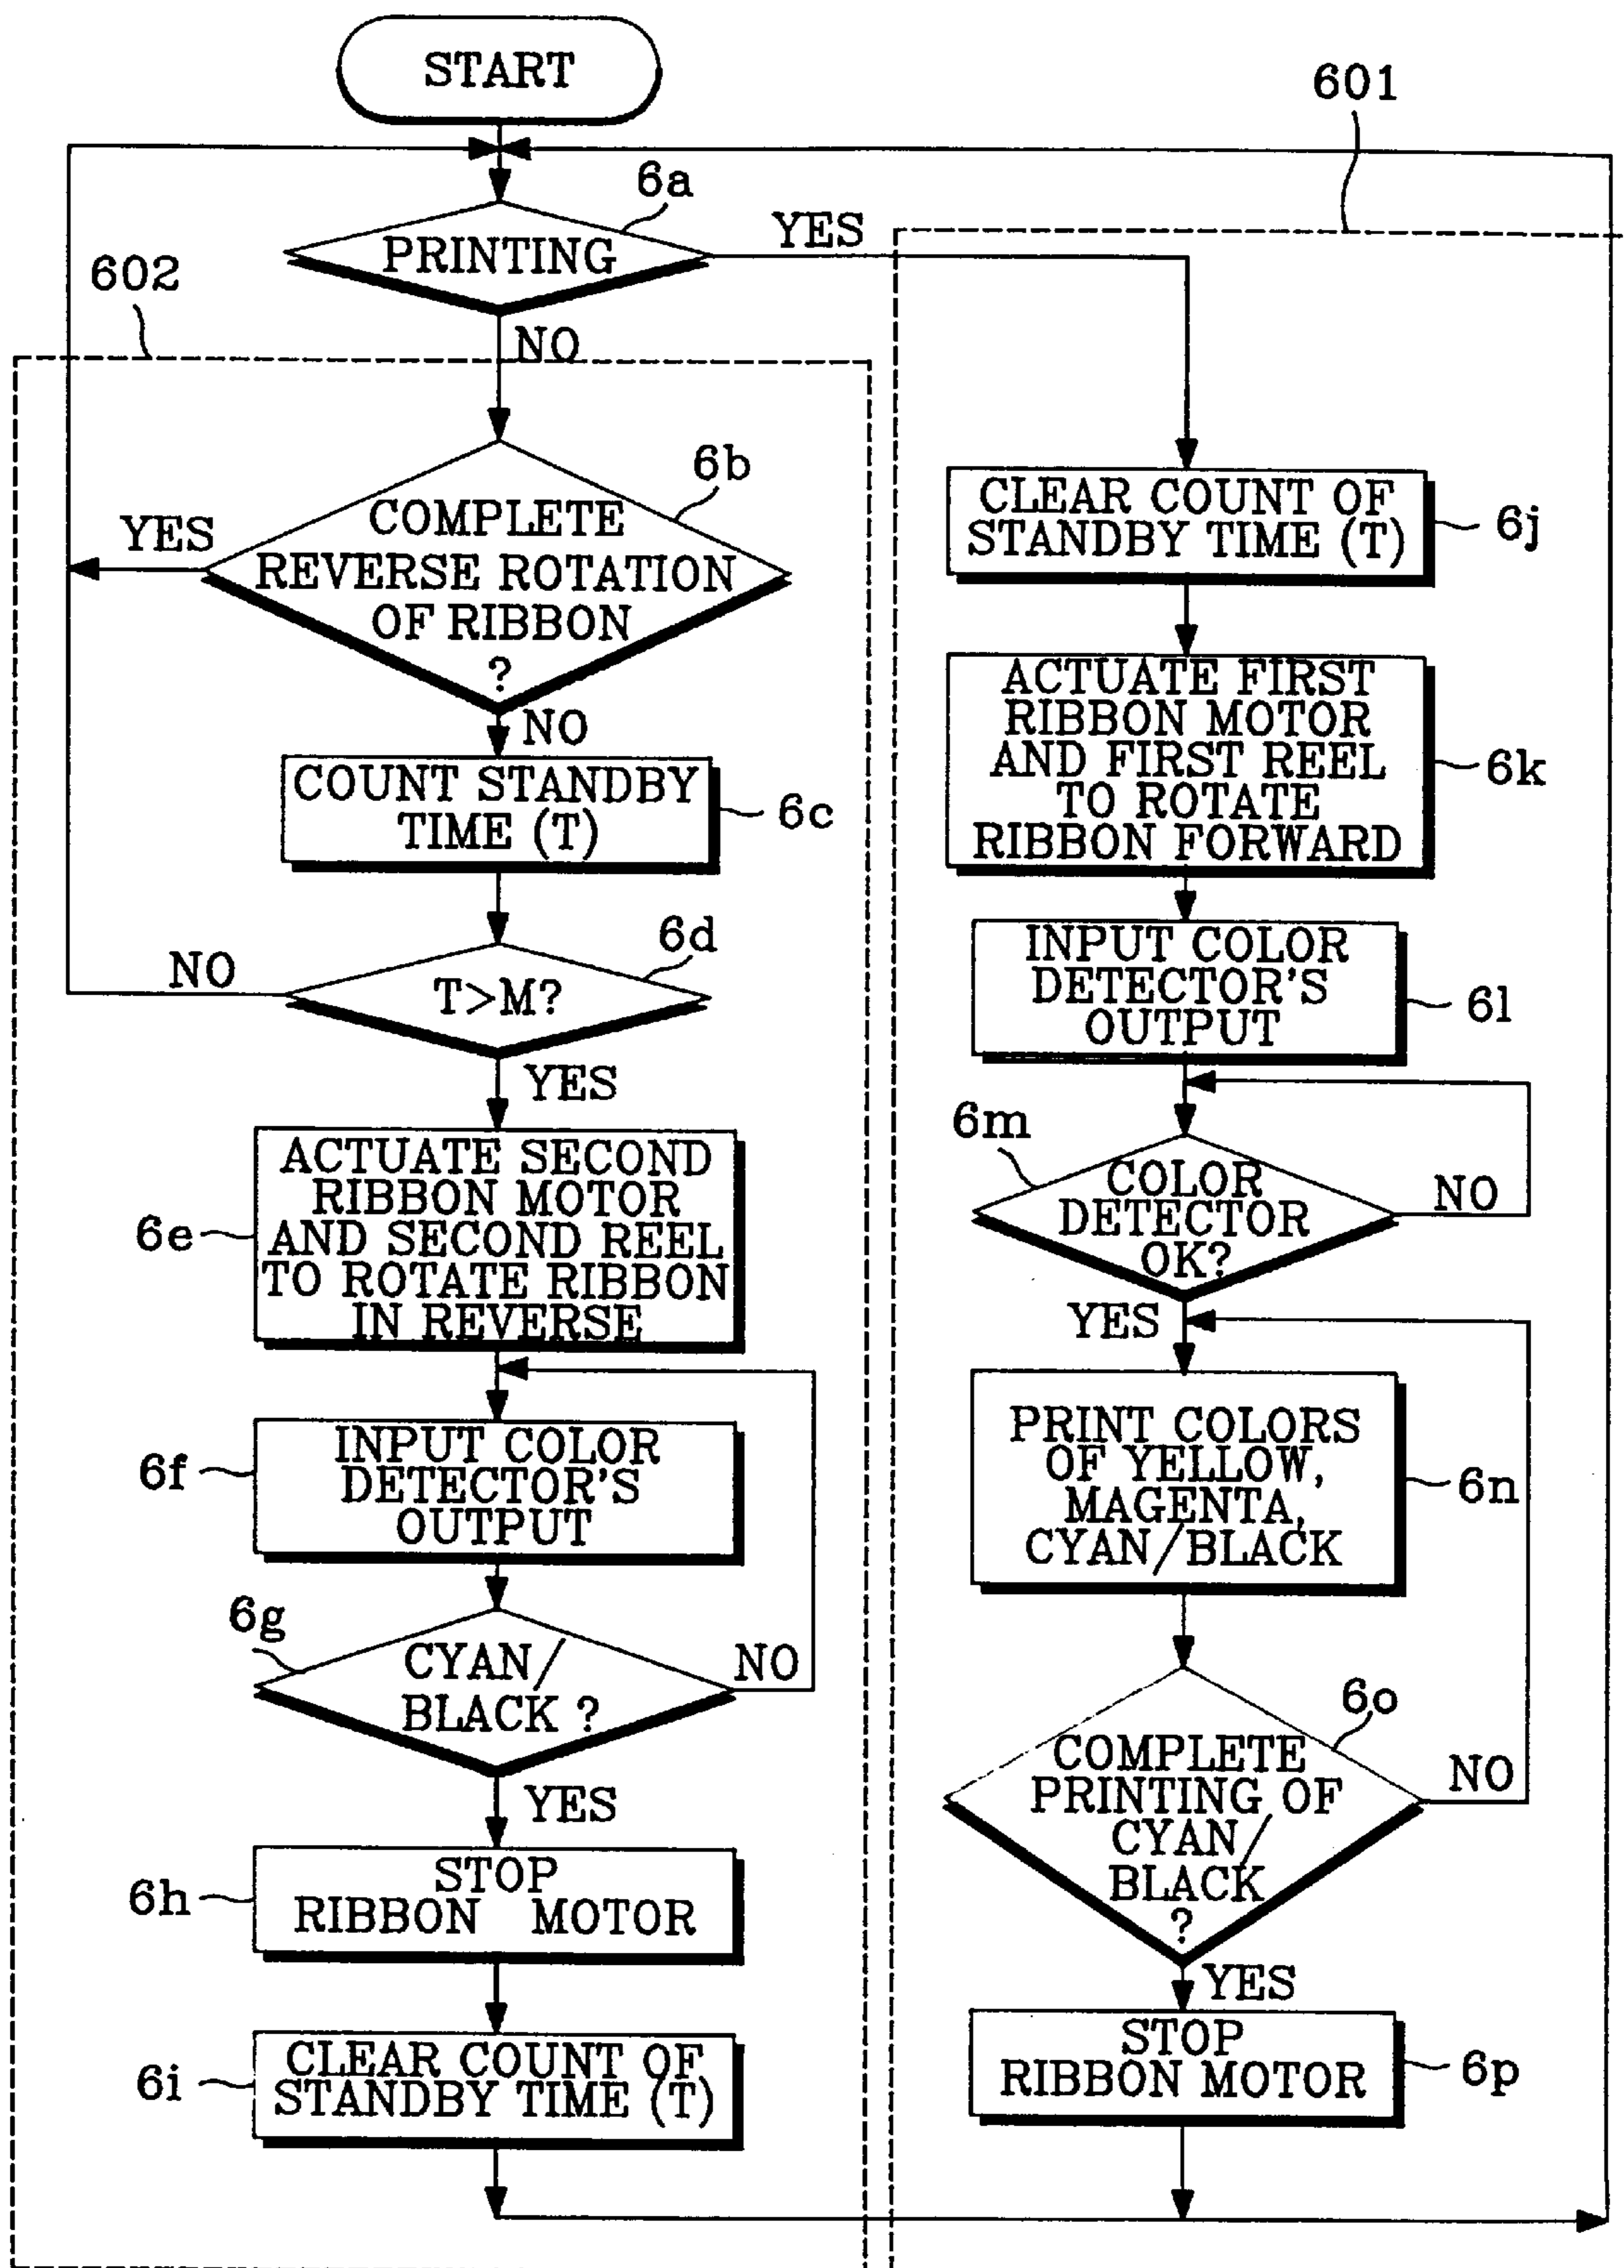 START
601
6a
PRINTING
YES
602
NO
6b
COMPLETE
REVERSE ROTATION
OF RIBBON
?
YES
NO
COUNT STANDBY
TIME (T)
6c
6d
T>M?
NO
YES
ACTUATE SECOND
RIBBON MOTOR
AND SECOND REEL
TO ROTATE RIBBON
IN REVERSE
6e
INPUT COLOR
DETECTOR'S
OUTPUT
6f
6g
CYAN/
BLACK ?
NO
YES
STOP
RIBBON MOTOR
6h
CLEAR COUNT OF
STANDBY TIME (T)
6i
CLEAR COUNT OF
STANDBY TIME (T)
6j
ACTUATE FIRST
RIBBON MOTOR
AND FIRST REEL
TO ROTATE
RIBBON FORWARD
6k
INPUT COLOR
DETECTOR'S
OUTPUT
6l
6m
COLOR
DETECTOR
OK?
NO
YES
PRINT COLORS
OF YELLOW,
MAGENTA,
CYAN/BLACK
6n
6o
COMPLETE
PRINTING OF
CYAN/
BLACK
?
NO
YES
STOP
RIBBON MOTOR
6p